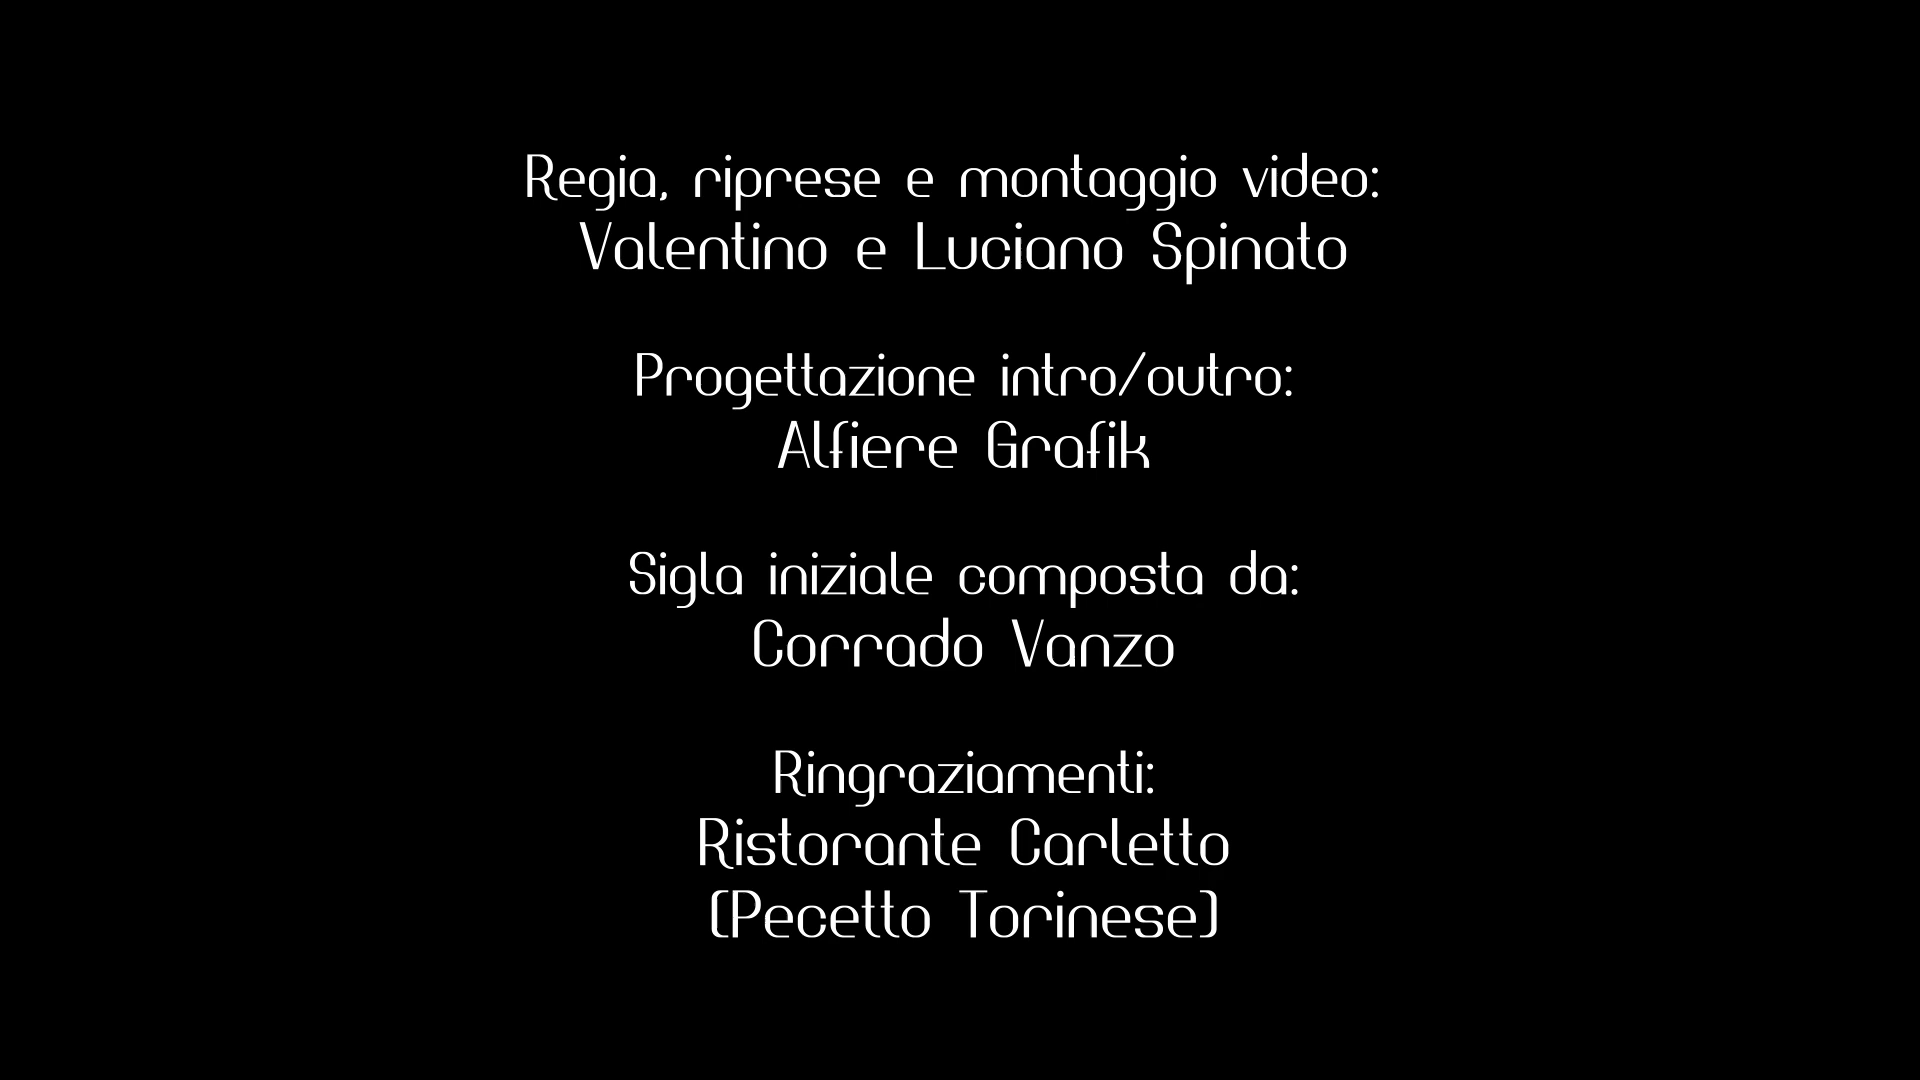 Regia, riprese e montaggio video:
Valentino e Luciano Spinato
Progettazione intro/outro:
Alfiere Grafik
Sigla iniziale composta da:
Corrado Vanzo
Ringraziamenti:
Ristorante Carletto
(Pecetto Torinese)